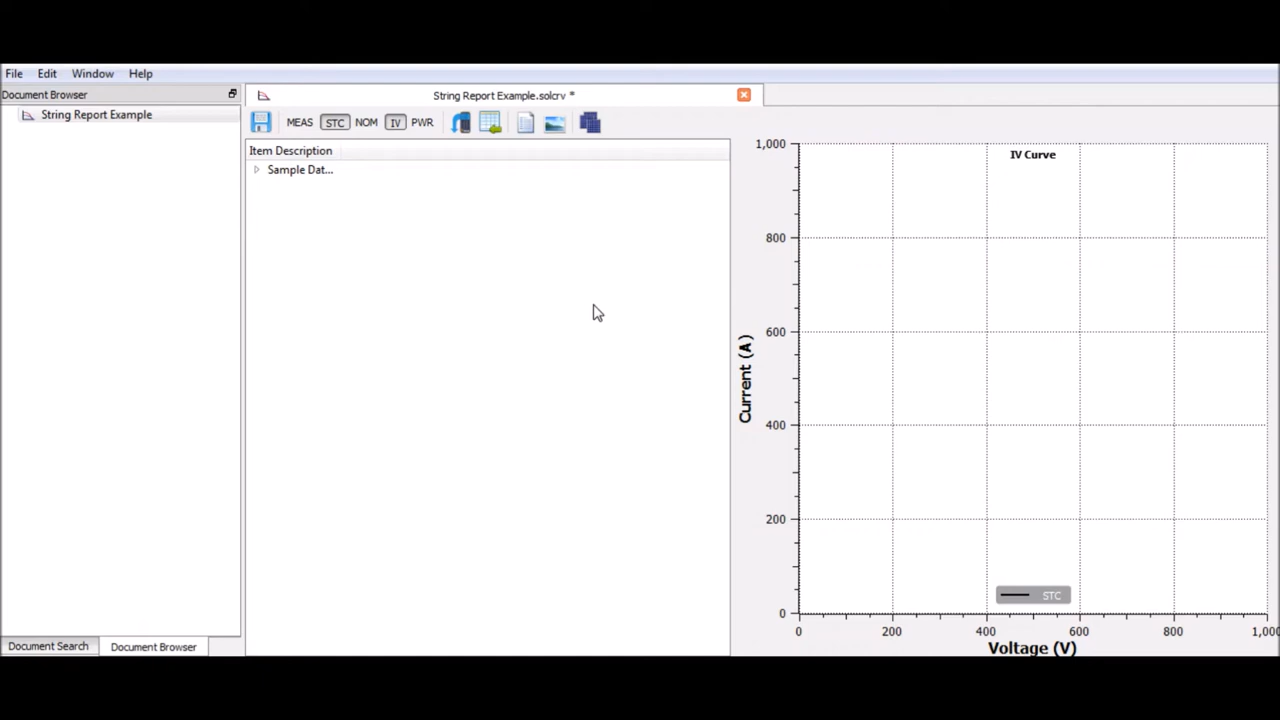 File Edit Window Help
Document Browser
String Report Example
String Report Example.solcrv *
MEAS STC NOM IV PWR
Item Description
Sample Dat...
IV Curve
1,000
800
600
400
200
0
Current (A)
STC
0 200 400 600 800 1,000
Voltage (V)
Document Search Document Browser